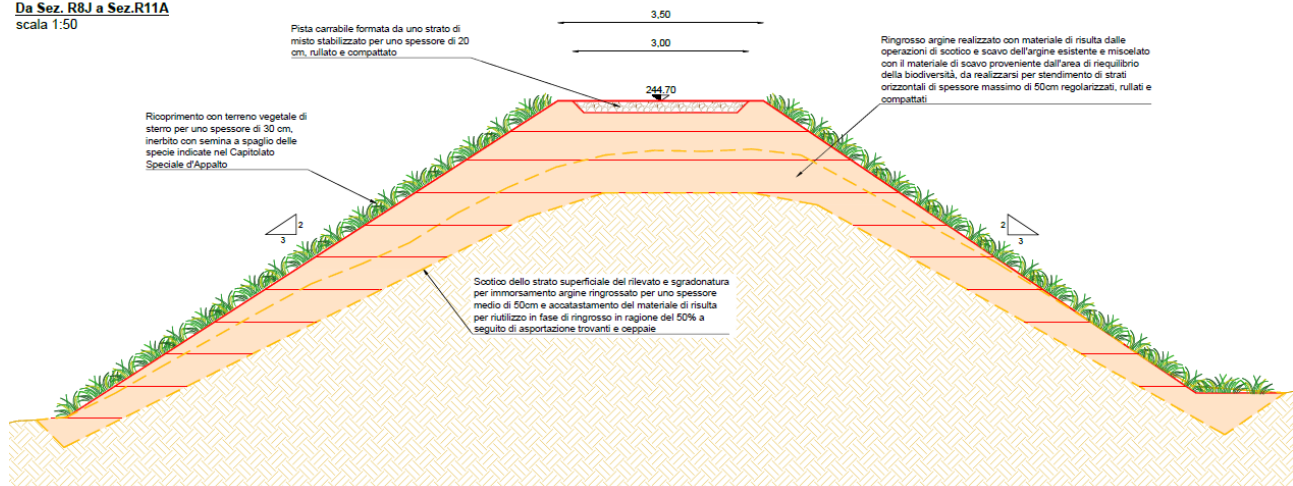 Da Sez. R8J a Sez.R11A
scala 1:50
3,50
Pista carrabile formata da uno strato di
misto stabilizzato per uno spessore di 20
cm, rullato e compattato
3,00
Ringrosso argine realizzato con materiale di risulta dalle
operazioni di scotico e scavo dell'argine esistente e miscelato
con il materiale di scavo proveniente dall'area di riequilibro
della biodiversità, da realizzarsi per stendimento di strati
orizzontali di spessore massimo di 50cm regolarizzati, rullati e
compattati
244.70
Ricoprimento con terreno vegetale di
sterro per uno spessore di 30 cm,
inerbito con semina a spaglio delle
specie indicate nel Capitolato
Speciale d'Appalto
2
3
2
3
Scotico dello strato superficiale del rilevato e sgradonatura
per immorsamento argine ringrossato per uno spessore
medio di 50cm e accatastamento del materiale di risulta
per riutilizzo in fase di ringrosso in ragione del 50% a
seguito di asportazione trovanti e ceppaie